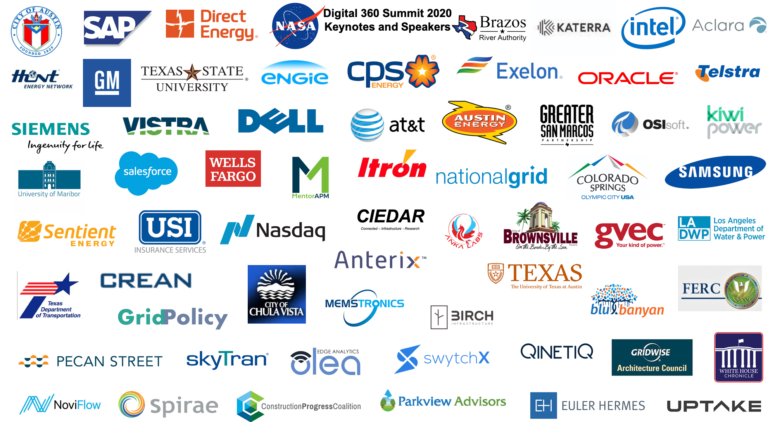 CITY OF AUSTIN
FOUNDED 1839
SAP
Direct
Energy
NASA
Digital 360 Summit 2020
Keynotes and Speakers
Brazos
River Authority
KATERRA
intel
Aclara
Hunt
ENERGY NETWORK
GM
TEXAS STATE
UNIVERSITY
ENGIE
cps
ENERGY
Exelon
ORACLE
Telstra
SIEMENS
Ingenuity for life
VISTRA
DELL
at&t
AUSTIN
ENERGY
GREATER
SAN MARCOS
PARTNERSHIP
OSIsoft.
kiwi
power
University of Maribor
salesforce
WELLS
FARGO
M
MentorAPM
Itron
nationalgrid
COLORADO
SPRINGS
OLYMPIC CITY USA
SAMSUNG
Sentient
ENERGY
USI
INSURANCE SERVICES
Nasdaq
CIEDAR
Connected - Infrastructure - Research
ANKA LABS
BROWNSVILLE
On the Border, By the Sea
gvec
Your kind of power.
LA
DWP
Los Angeles
Department of
Water & Power
Texas
Department
of Transportation
CREAN
GridPolicy
CITY OF
CHULA VISTA
Anterix™
MEMSTRONICS
BIRCH
INFRASTRUCTURE
TEXAS
The University of Texas at Austin
blu banyan
FERC
PECAN STREET
skyTran
EDGE ANALYTICS
olea
swytchX
QINETIQ
GRIDWISE
Architecture Council
WHITE HOUSE
CHRONICLE
NoviFlow
Spirae
ConstructionProgressCoalition
Parkview Advisors
EH
EULER HERMES
UPTAKE